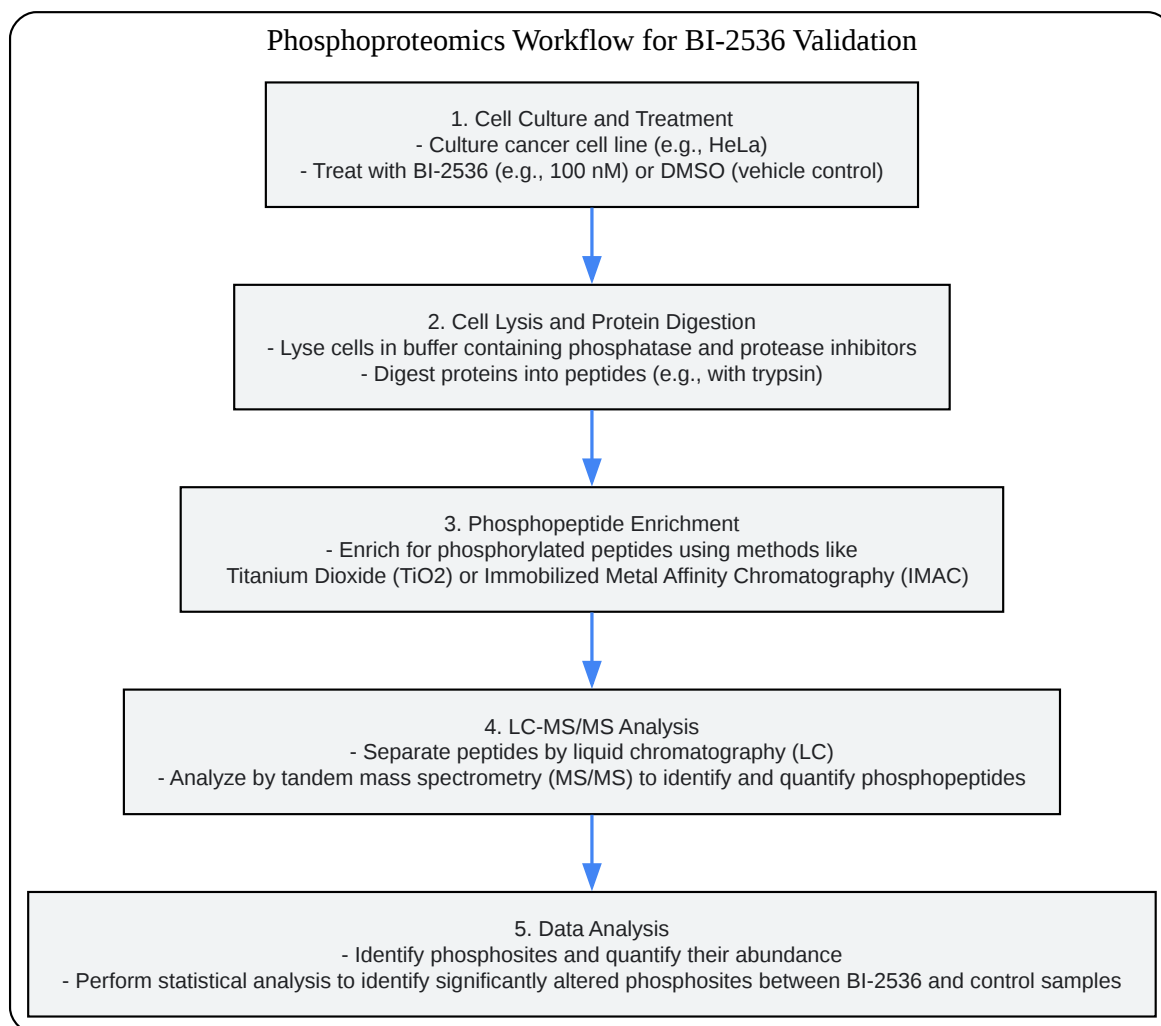 Phosphoproteomics Workflow for BI-2536 Validation
1. Cell Culture and Treatment
- Culture cancer cell line (e.g., HeLa)
- Treat with BI-2536 (e.g., 100 nM) or DMSO (vehicle control)
2. Cell Lysis and Protein Digestion
- Lyse cells in buffer containing phosphatase and protease inhibitors
- Digest proteins into peptides (e.g., with trypsin)
3. Phosphopeptide Enrichment
- Enrich for phosphorylated peptides using methods like
Titanium Dioxide (TiO2) or Immobilized Metal Affinity Chromatography (IMAC)
4. LC-MS/MS Analysis
- Separate peptides by liquid chromatography (LC)
- Analyze by tandem mass spectrometry (MS/MS) to identify and quantify phosphopeptides
5. Data Analysis
- Identify phosphosites and quantify their abundance
- Perform statistical analysis to identify significantly altered phosphosites between BI-2536 and control samples